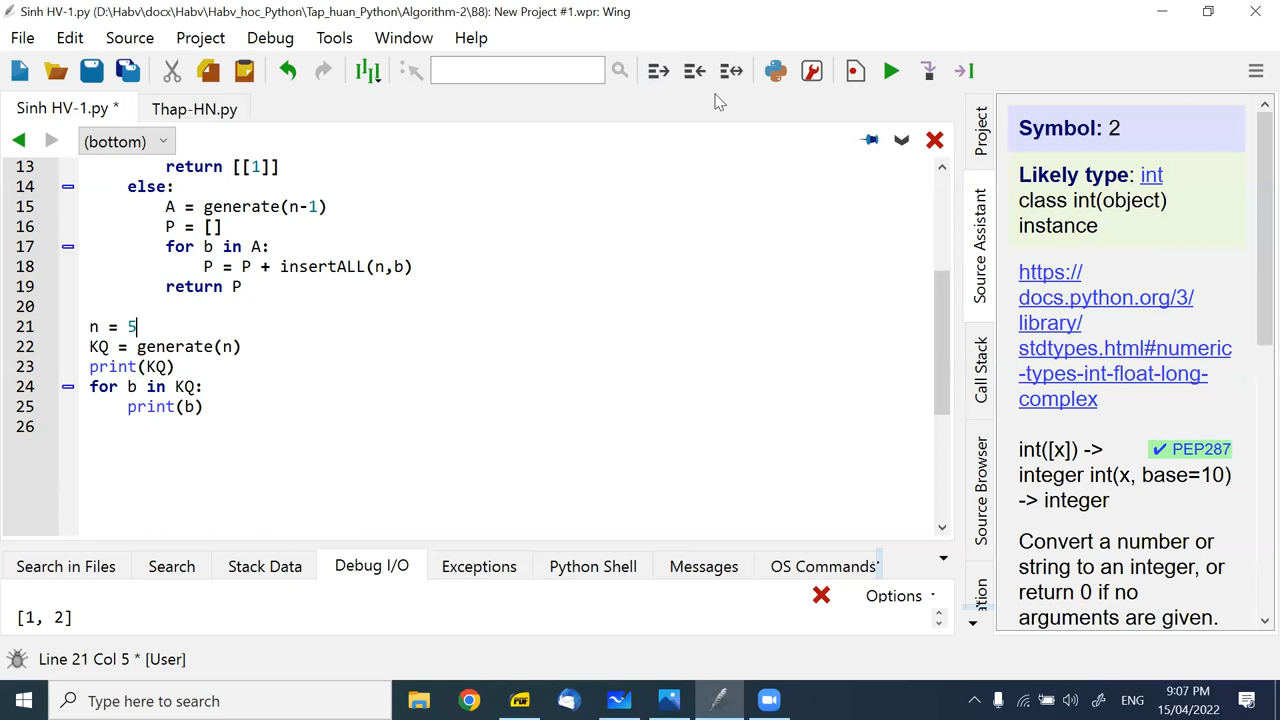 Sinh HV-1.py (D:\Habv\docx\Habv\Habv_hoc_Python\Tap_huan_Python\Algorithm-2\B8): New Project #1.wpr: Wing
File Edit Source Project Debug Tools Window Help
Sinh HV-1.py * Thap-HN.py
(bottom)
13 return [[1]]
14 else:
15 A = generate(n-1)
16 P = []
17 for b in A:
18 P = P + insertALL(n,b)
19 return P
20
21 n = 5
22 KQ = generate(n)
23 print(KQ)
24 for b in KQ:
25 print(b)
26
Project
Source Assistant
Call Stack
Source Browser
Symbol: 2
Likely type: int
class int(object)
instance
https://
docs.python.org/3/
library/
stdtypes.html#numeric
-types-int-float-long-
complex
int([x]) -> ✔ PEP287
integer int(x, base=10)
-> integer
Convert a number or
string to an integer, or
return 0 if no
arguments are given.
Search in Files Search Stack Data Debug I/O Exceptions Python Shell Messages OS Commands
Options
[1, 2]
Line 21 Col 5 * [User]
Type here to search
PDF
ENG
9:07 PM
15/04/2022